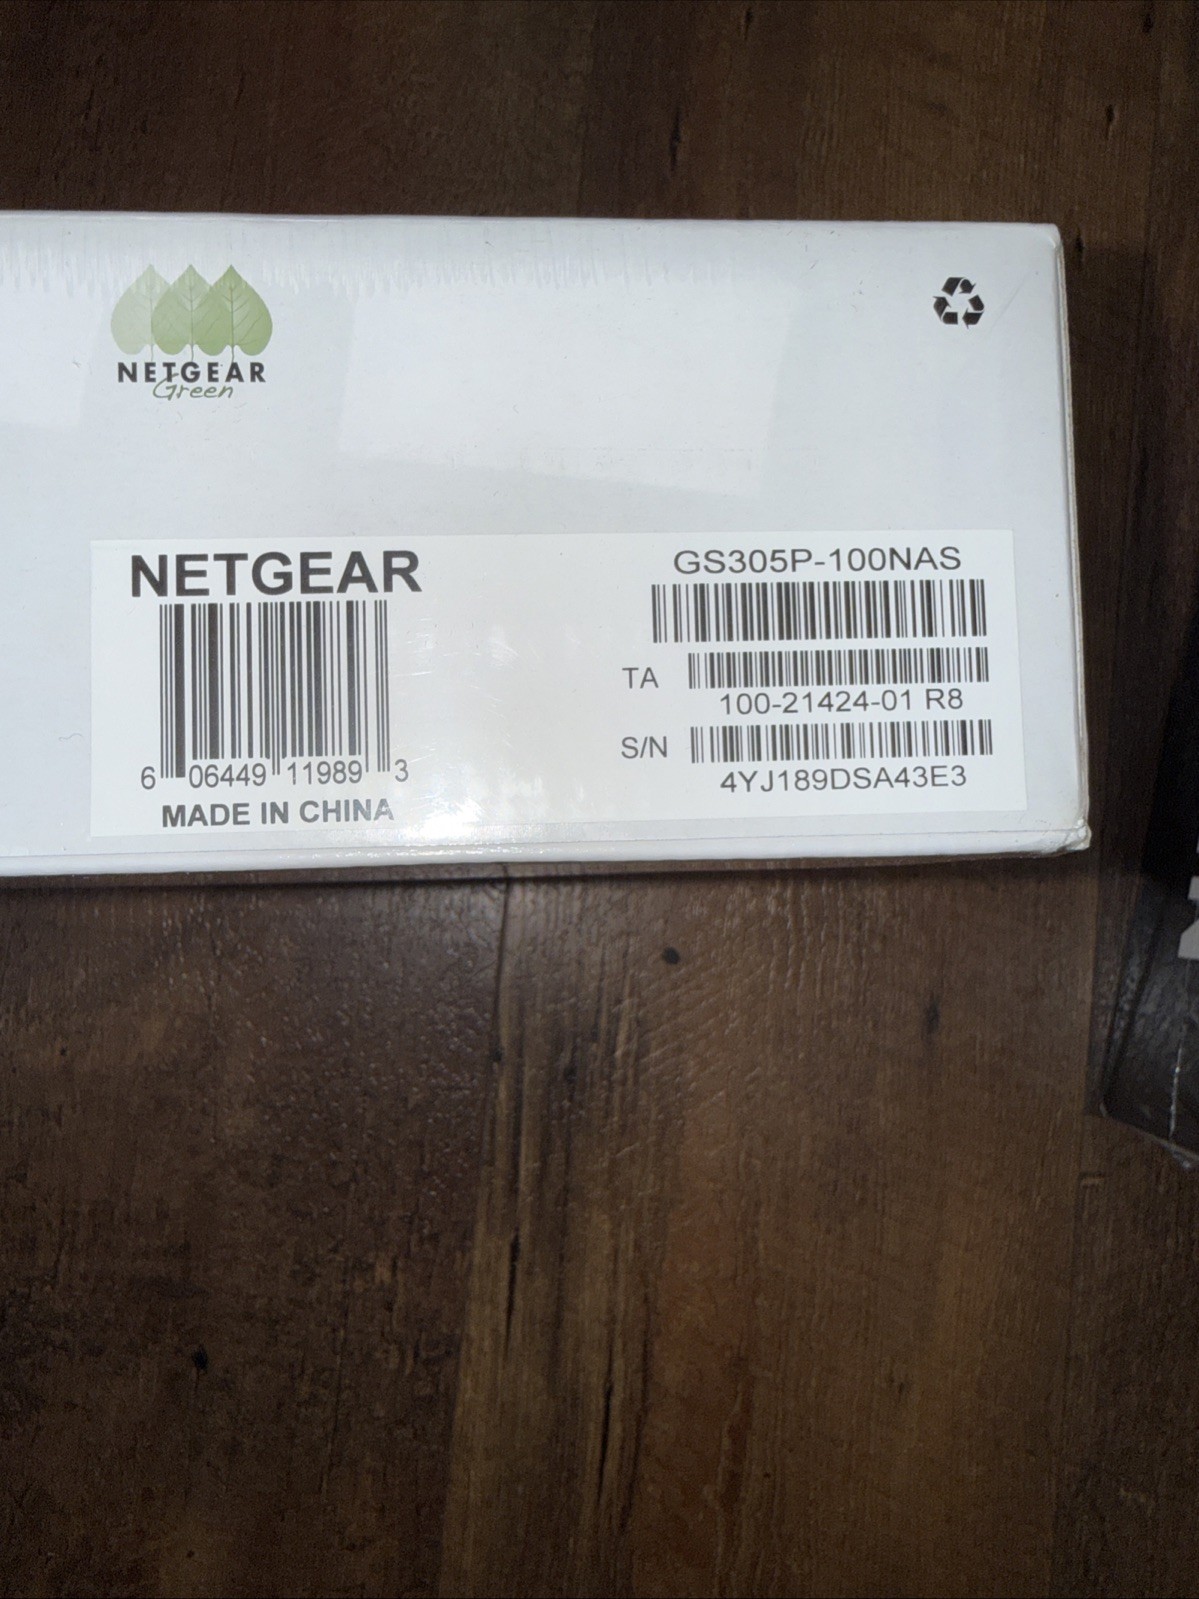 NETGEAR
Green
NETGEAR
6 06449 11989 3
MADE IN CHINA
GS305P-100NAS
TA
100-21424-01 R8
S/N
4YJ189DSA43E3